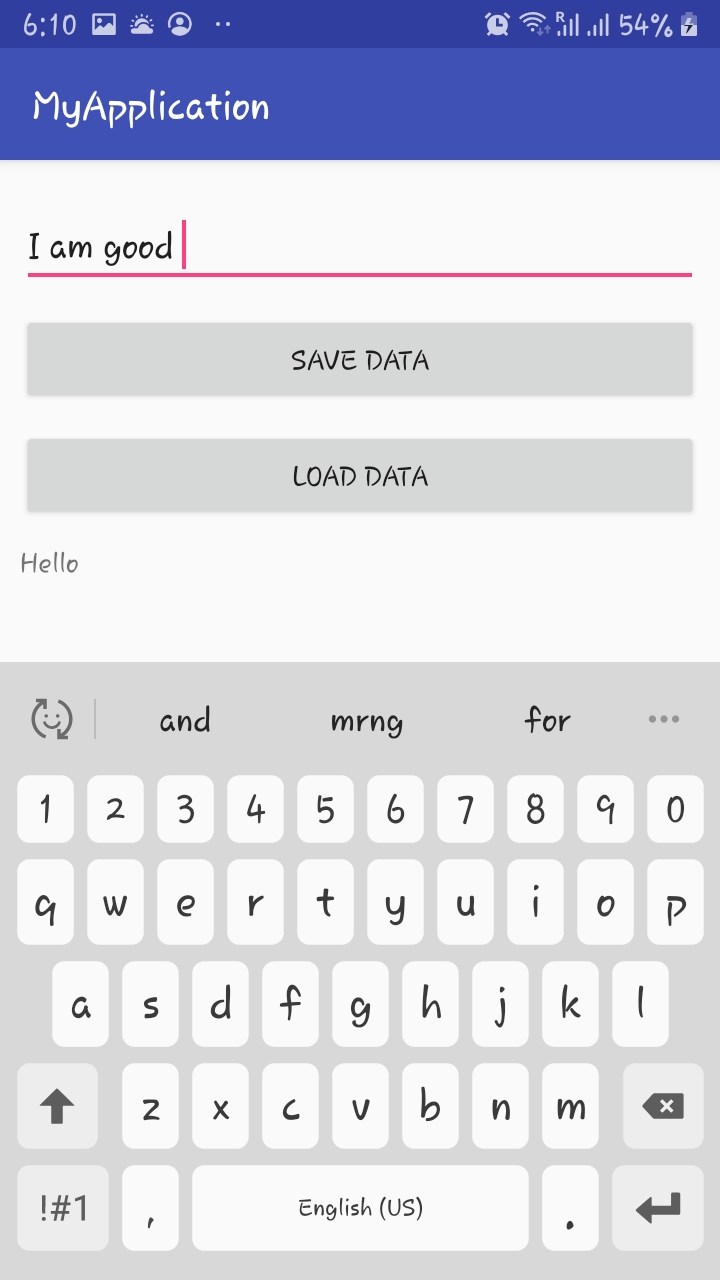 6:10 R 54%
MyApplication
I am good
SAVE DATA
LOAD DATA
Hello
and mrng for
1 2 3 4 5 6 7 8 9 0
q w e r t y u i o p
a s d f g h j k l
z x c v b n m
!#1 , English (US) .